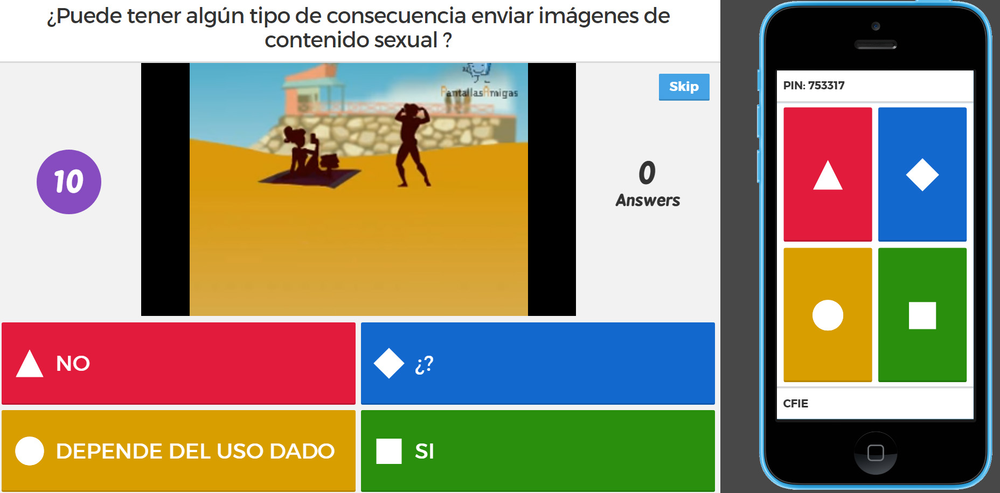 ¿Puede tener algún tipo de consecuencia enviar imágenes de
contenido sexual ?
PantallasAmigas
Skip
10
0
Answers
NO
¿?
DEPENDE DEL USO DADO
SI
PIN: 753317
CFIE